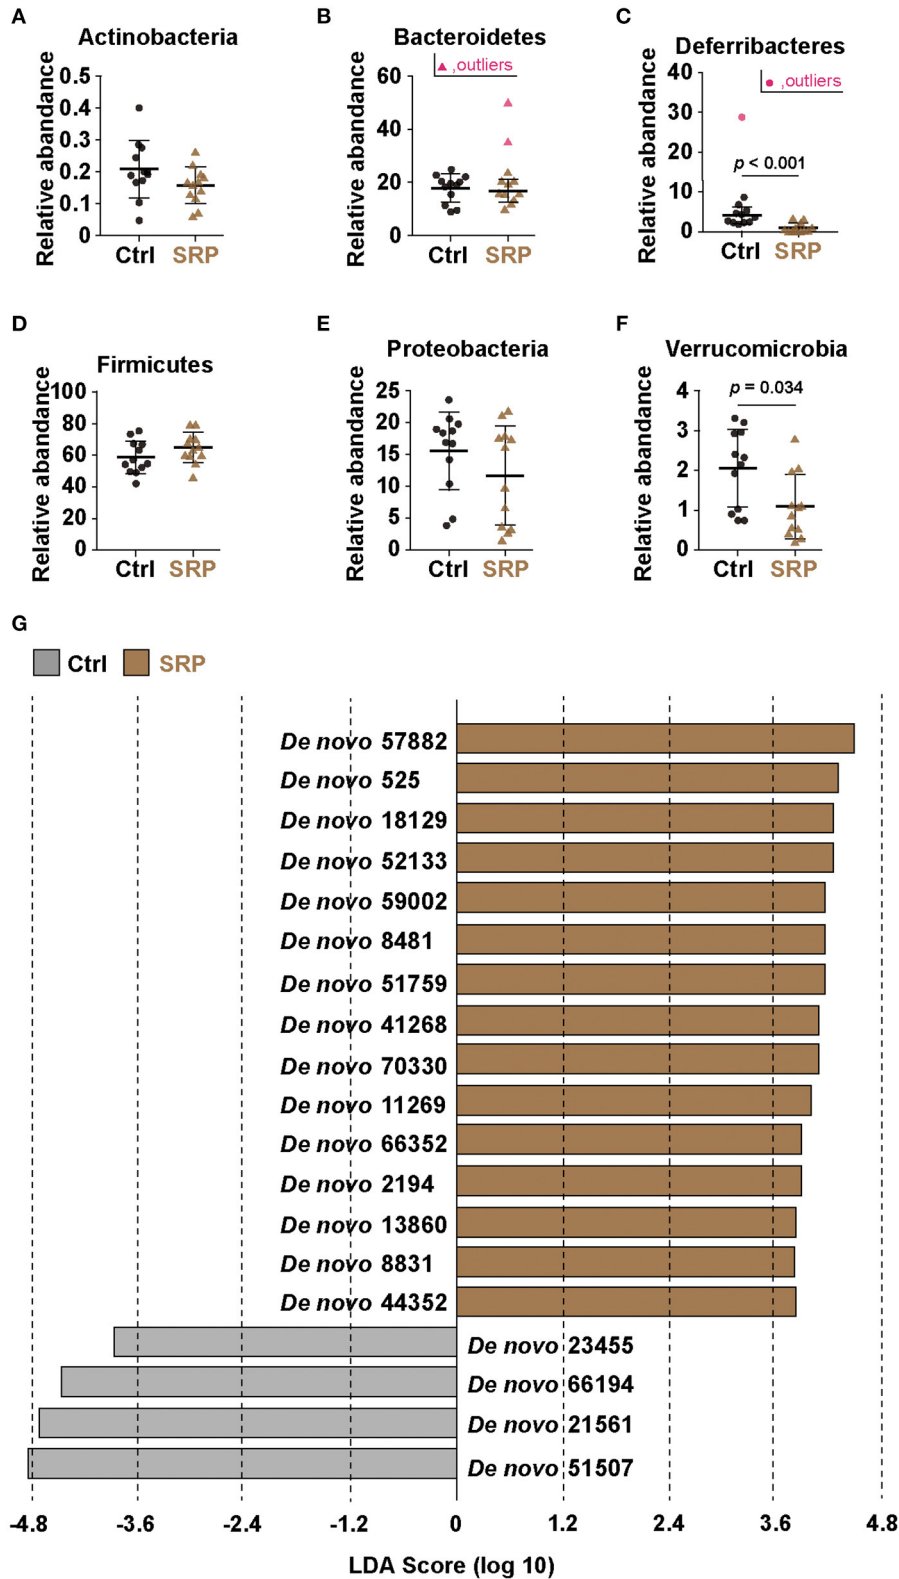 A
Actinobacteria
Relative abundance
0.5
0.4
0.3
0.2
0.1
0
Ctrl SRP
B
Bacteroidetes
,outliers
Relative abundance
60
40
20
0
Ctrl SRP
C
Deferribacteres
,outliers
Relative abundance
40
30
20
10
0
p < 0.001
Ctrl SRP
D
Firmicutes
Relative abundance
100
80
60
40
20
0
Ctrl SRP
E
Proteobacteria
Relative abundance
25
20
15
10
5
0
Ctrl SRP
F
Verrucomicrobia
Relative abundance
4
3
2
1
0
p = 0.034
Ctrl SRP
G
Ctrl SRP
De novo 57882
De novo 525
De novo 18129
De novo 52133
De novo 59002
De novo 8481
De novo 51759
De novo 41268
De novo 70330
De novo 11269
De novo 66352
De novo 2194
De novo 13860
De novo 8831
De novo 44352
De novo 23455
De novo 66194
De novo 21561
De novo 51507
-4.8 -3.6 -2.4 -1.2 0 1.2 2.4 3.6 4.8
LDA Score (log 10)